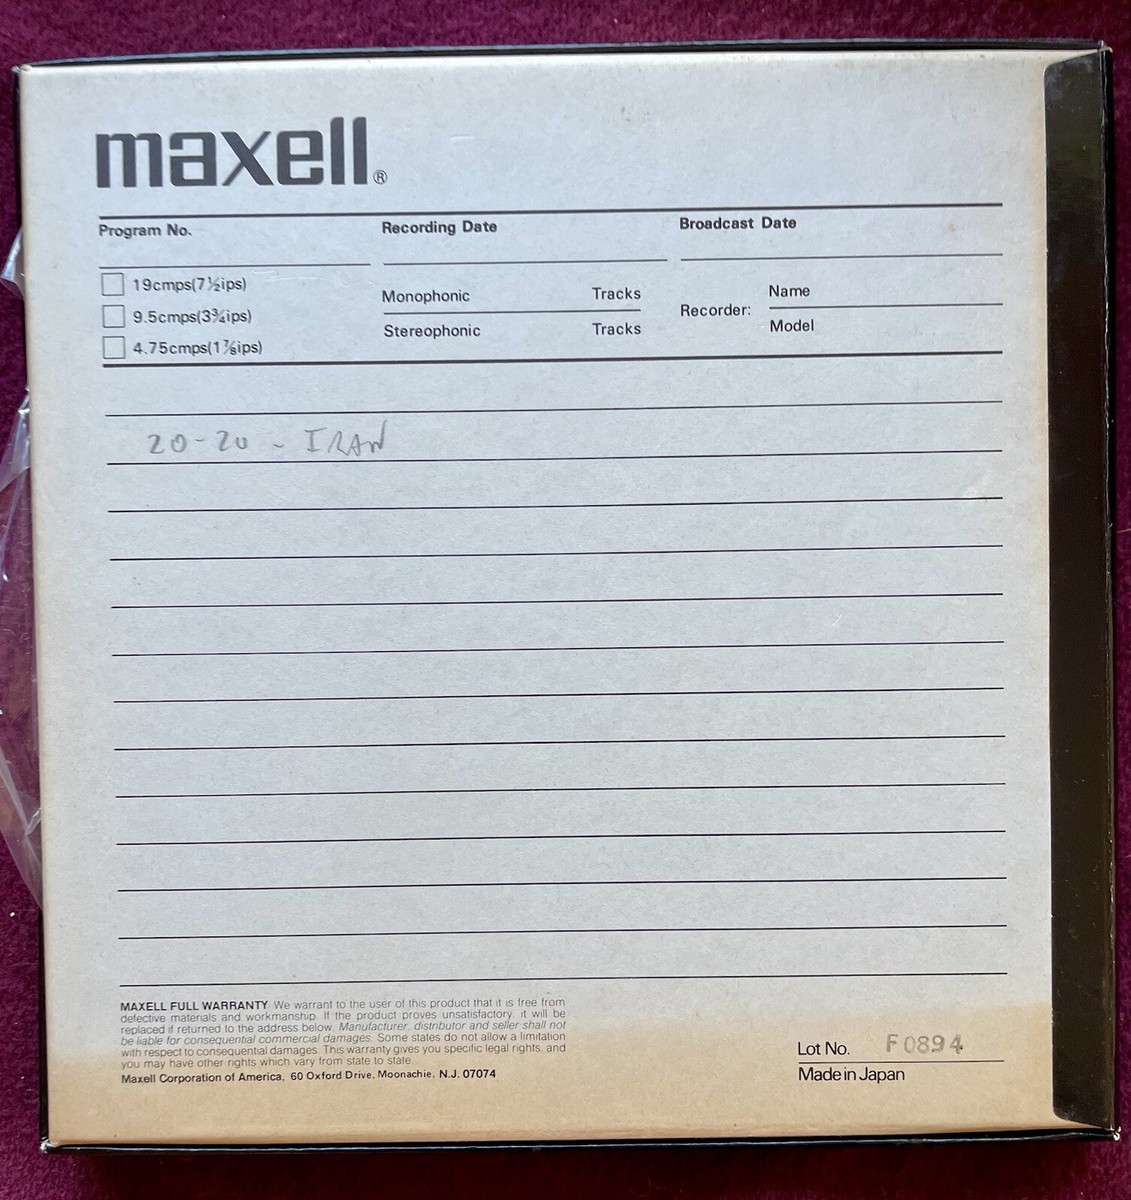 maxell®
Program No. Recording Date Broadcast Date
19cmps(7½ips)
9.5cmps(3¾ips)
4.75cmps(1⅞ips)
Monophonic Tracks
Stereophonic Tracks
Recorder: Name
Model
20-20 - IRAN
MAXELL FULL WARRANTY We warrant to the user of this product that it is free from
defective materials and workmanship. If the product proves unsatisfactory, it will be
replaced if returned to the address below. Manufacturer, distributor and seller shall not
be liable for consequential commercial damages. Some states do not allow a limitation
with respect to consequential damages. This warranty gives you specific legal rights, and
you may have other rights which vary from state to state.
Maxell Corporation of America, 60 Oxford Drive, Moonachie, N.J. 07074
Lot No. F0894
Made in Japan